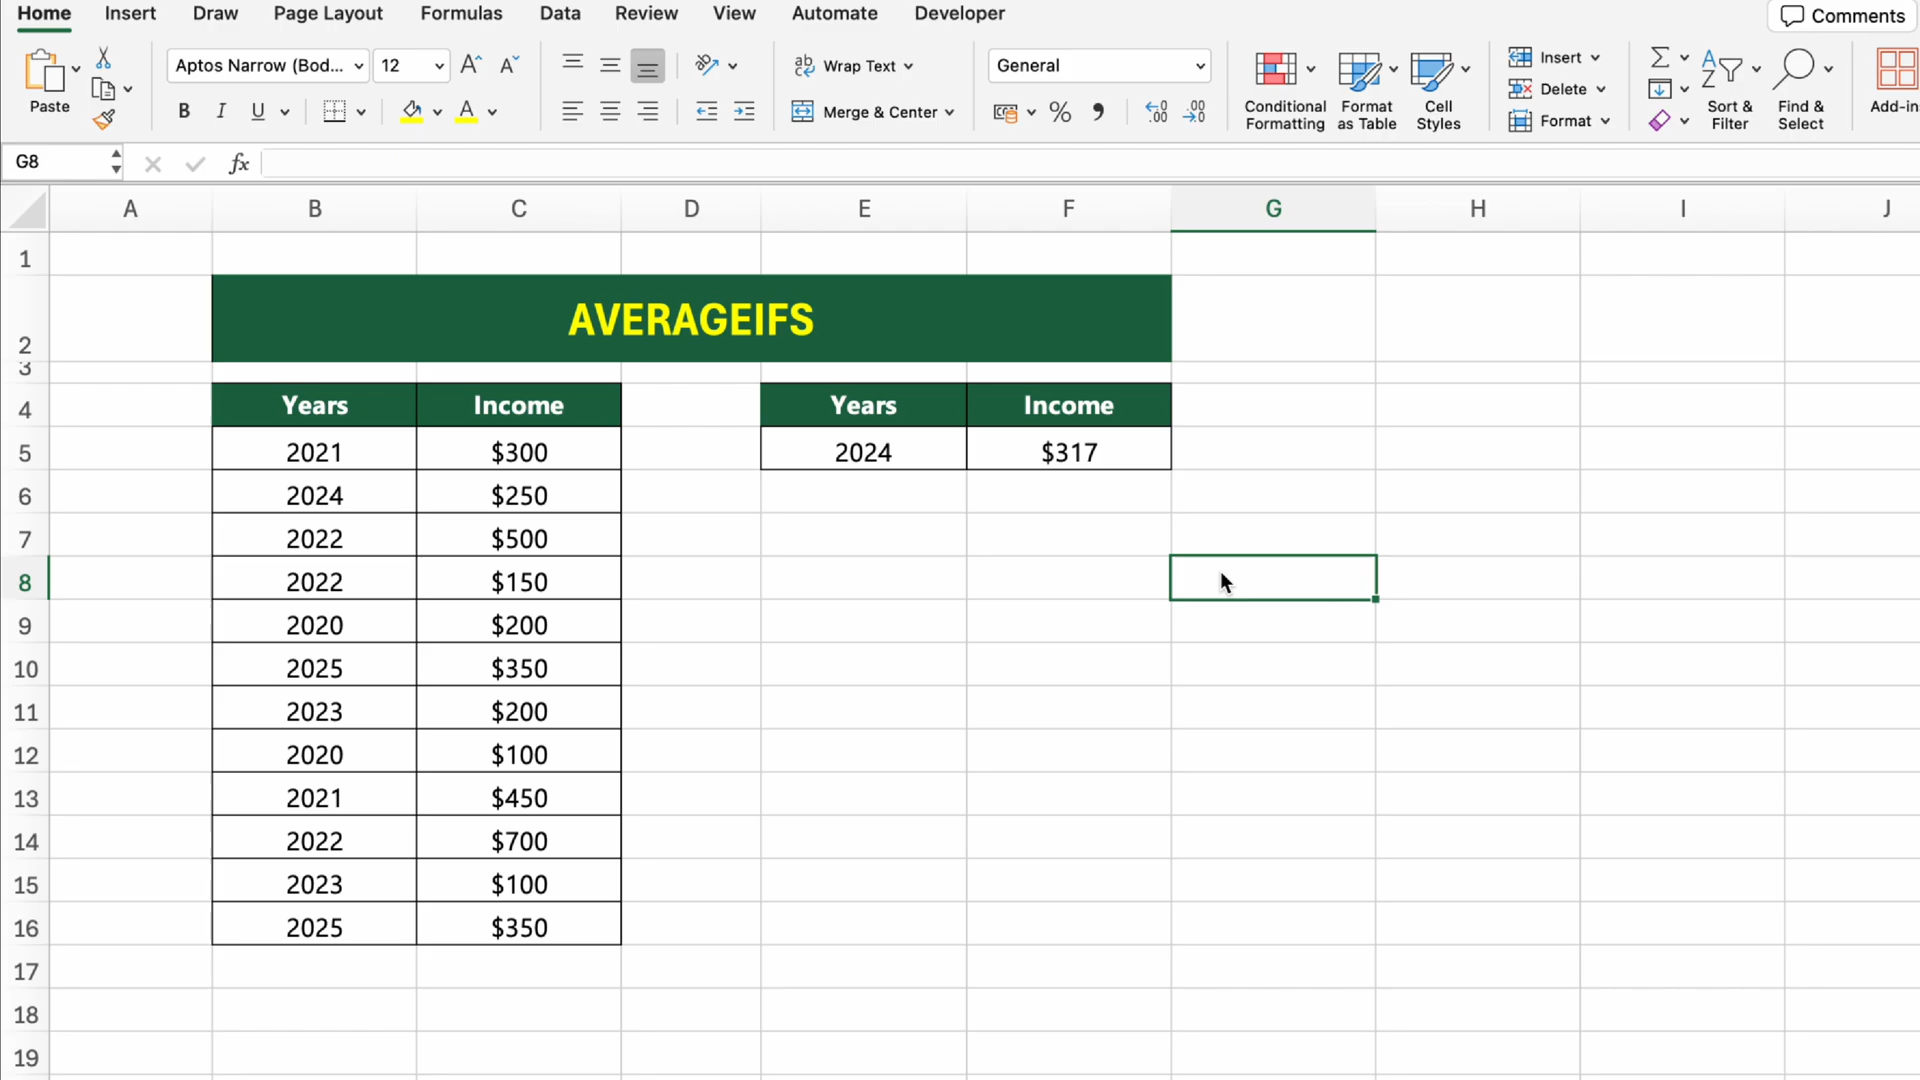 Home Insert Draw Page Layout Formulas Data Review View Automate Developer Comments
Aptos Narrow (Bod... 12 A^ A˅ ab Wrap Text General Insert
Paste Conditional Formatting Format as Table Cell Styles Delete Sort & Filter Find & Select Add-in
B I U A Merge & Center % , .00 .00 Format
G8 fx
A B C D E F G H I J
1
2 AVERAGEIFS
3
4 Years Income Years Income
5 2021 $300 2024 $317
6 2024 $250
7 2022 $500
8 2022 $150
9 2020 $200
10 2025 $350
11 2023 $200
12 2020 $100
13 2021 $450
14 2022 $700
15 2023 $100
16 2025 $350
17
18
19